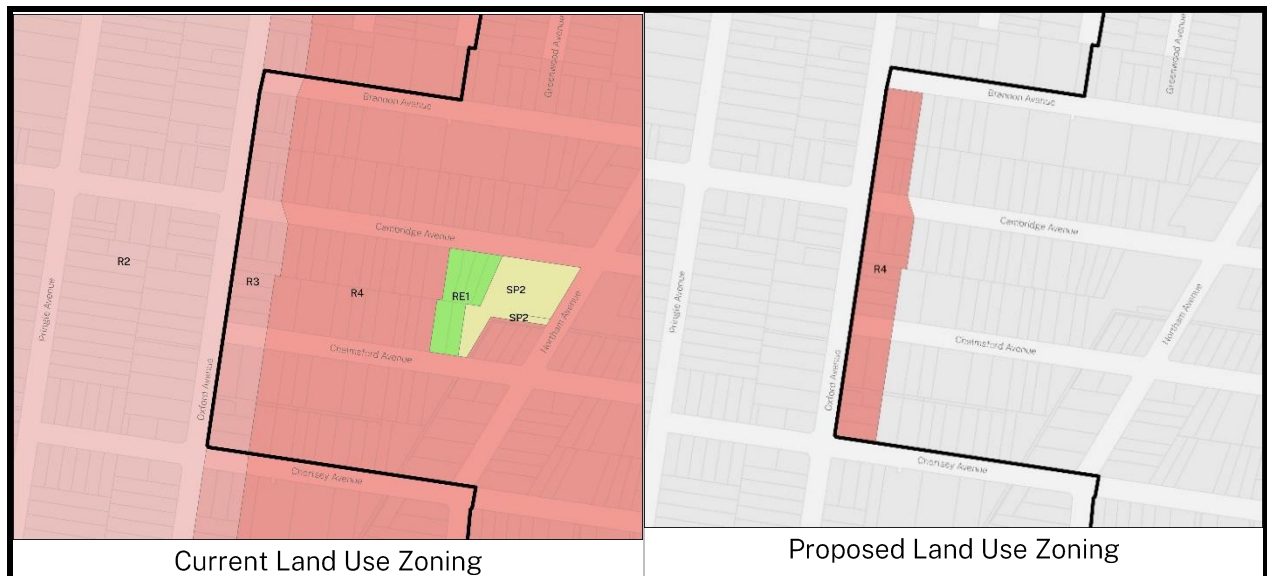 Greenwood Avenue
Brandon Avenue
Cambridge Avenue
R2
R3
R4
RE1
SP2
SP2
Pringle Avenue
Northam Avenue
Chelmsford Avenue
Oxford Avenue
Chertsey Avenue
Current Land Use Zoning
Greenwood Avenue
Brandon Avenue
Cambridge Avenue
R4
Pringle Avenue
Northam Avenue
Chelmsford Avenue
Oxford Avenue
Chertsey Avenue
Proposed Land Use Zoning